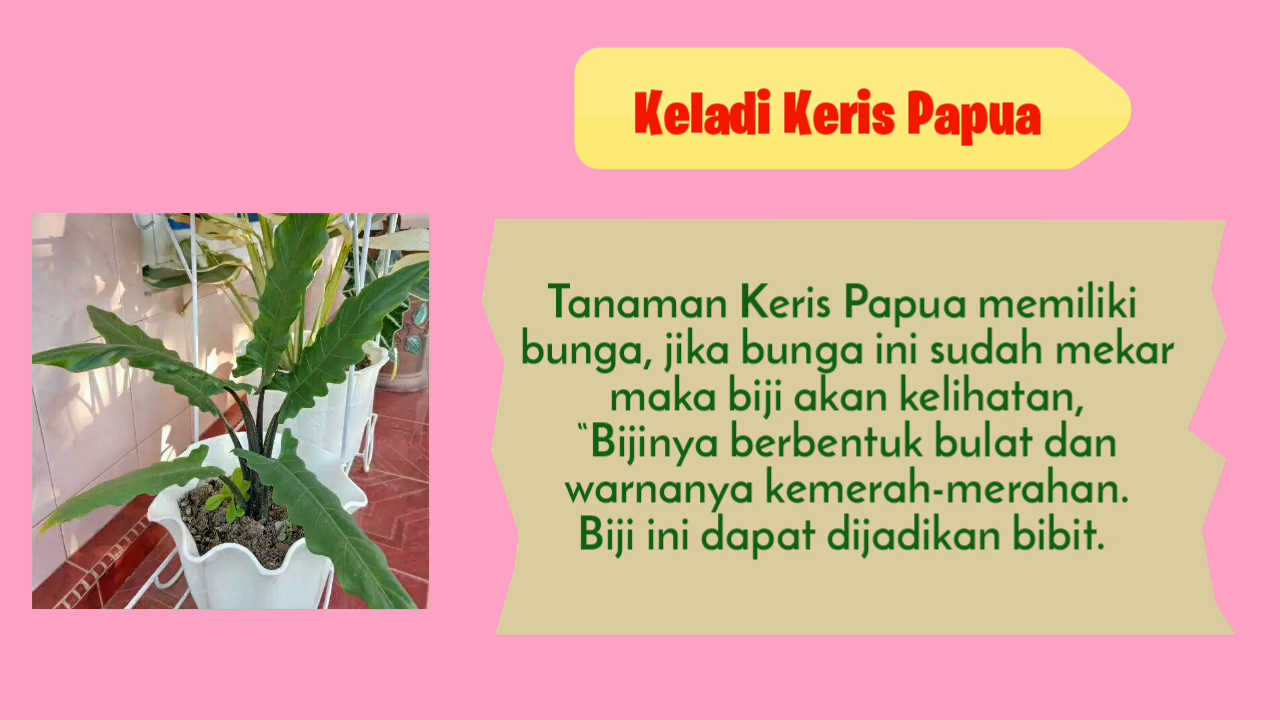 Keladi Keris Papua
Tanaman Keris Papua memiliki
bunga, jika bunga ini sudah mekar
maka biji akan kelihatan,
“Bijinya berbentuk bulat dan
warnanya kemerah-merahan.
Biji ini dapat dijadikan bibit.